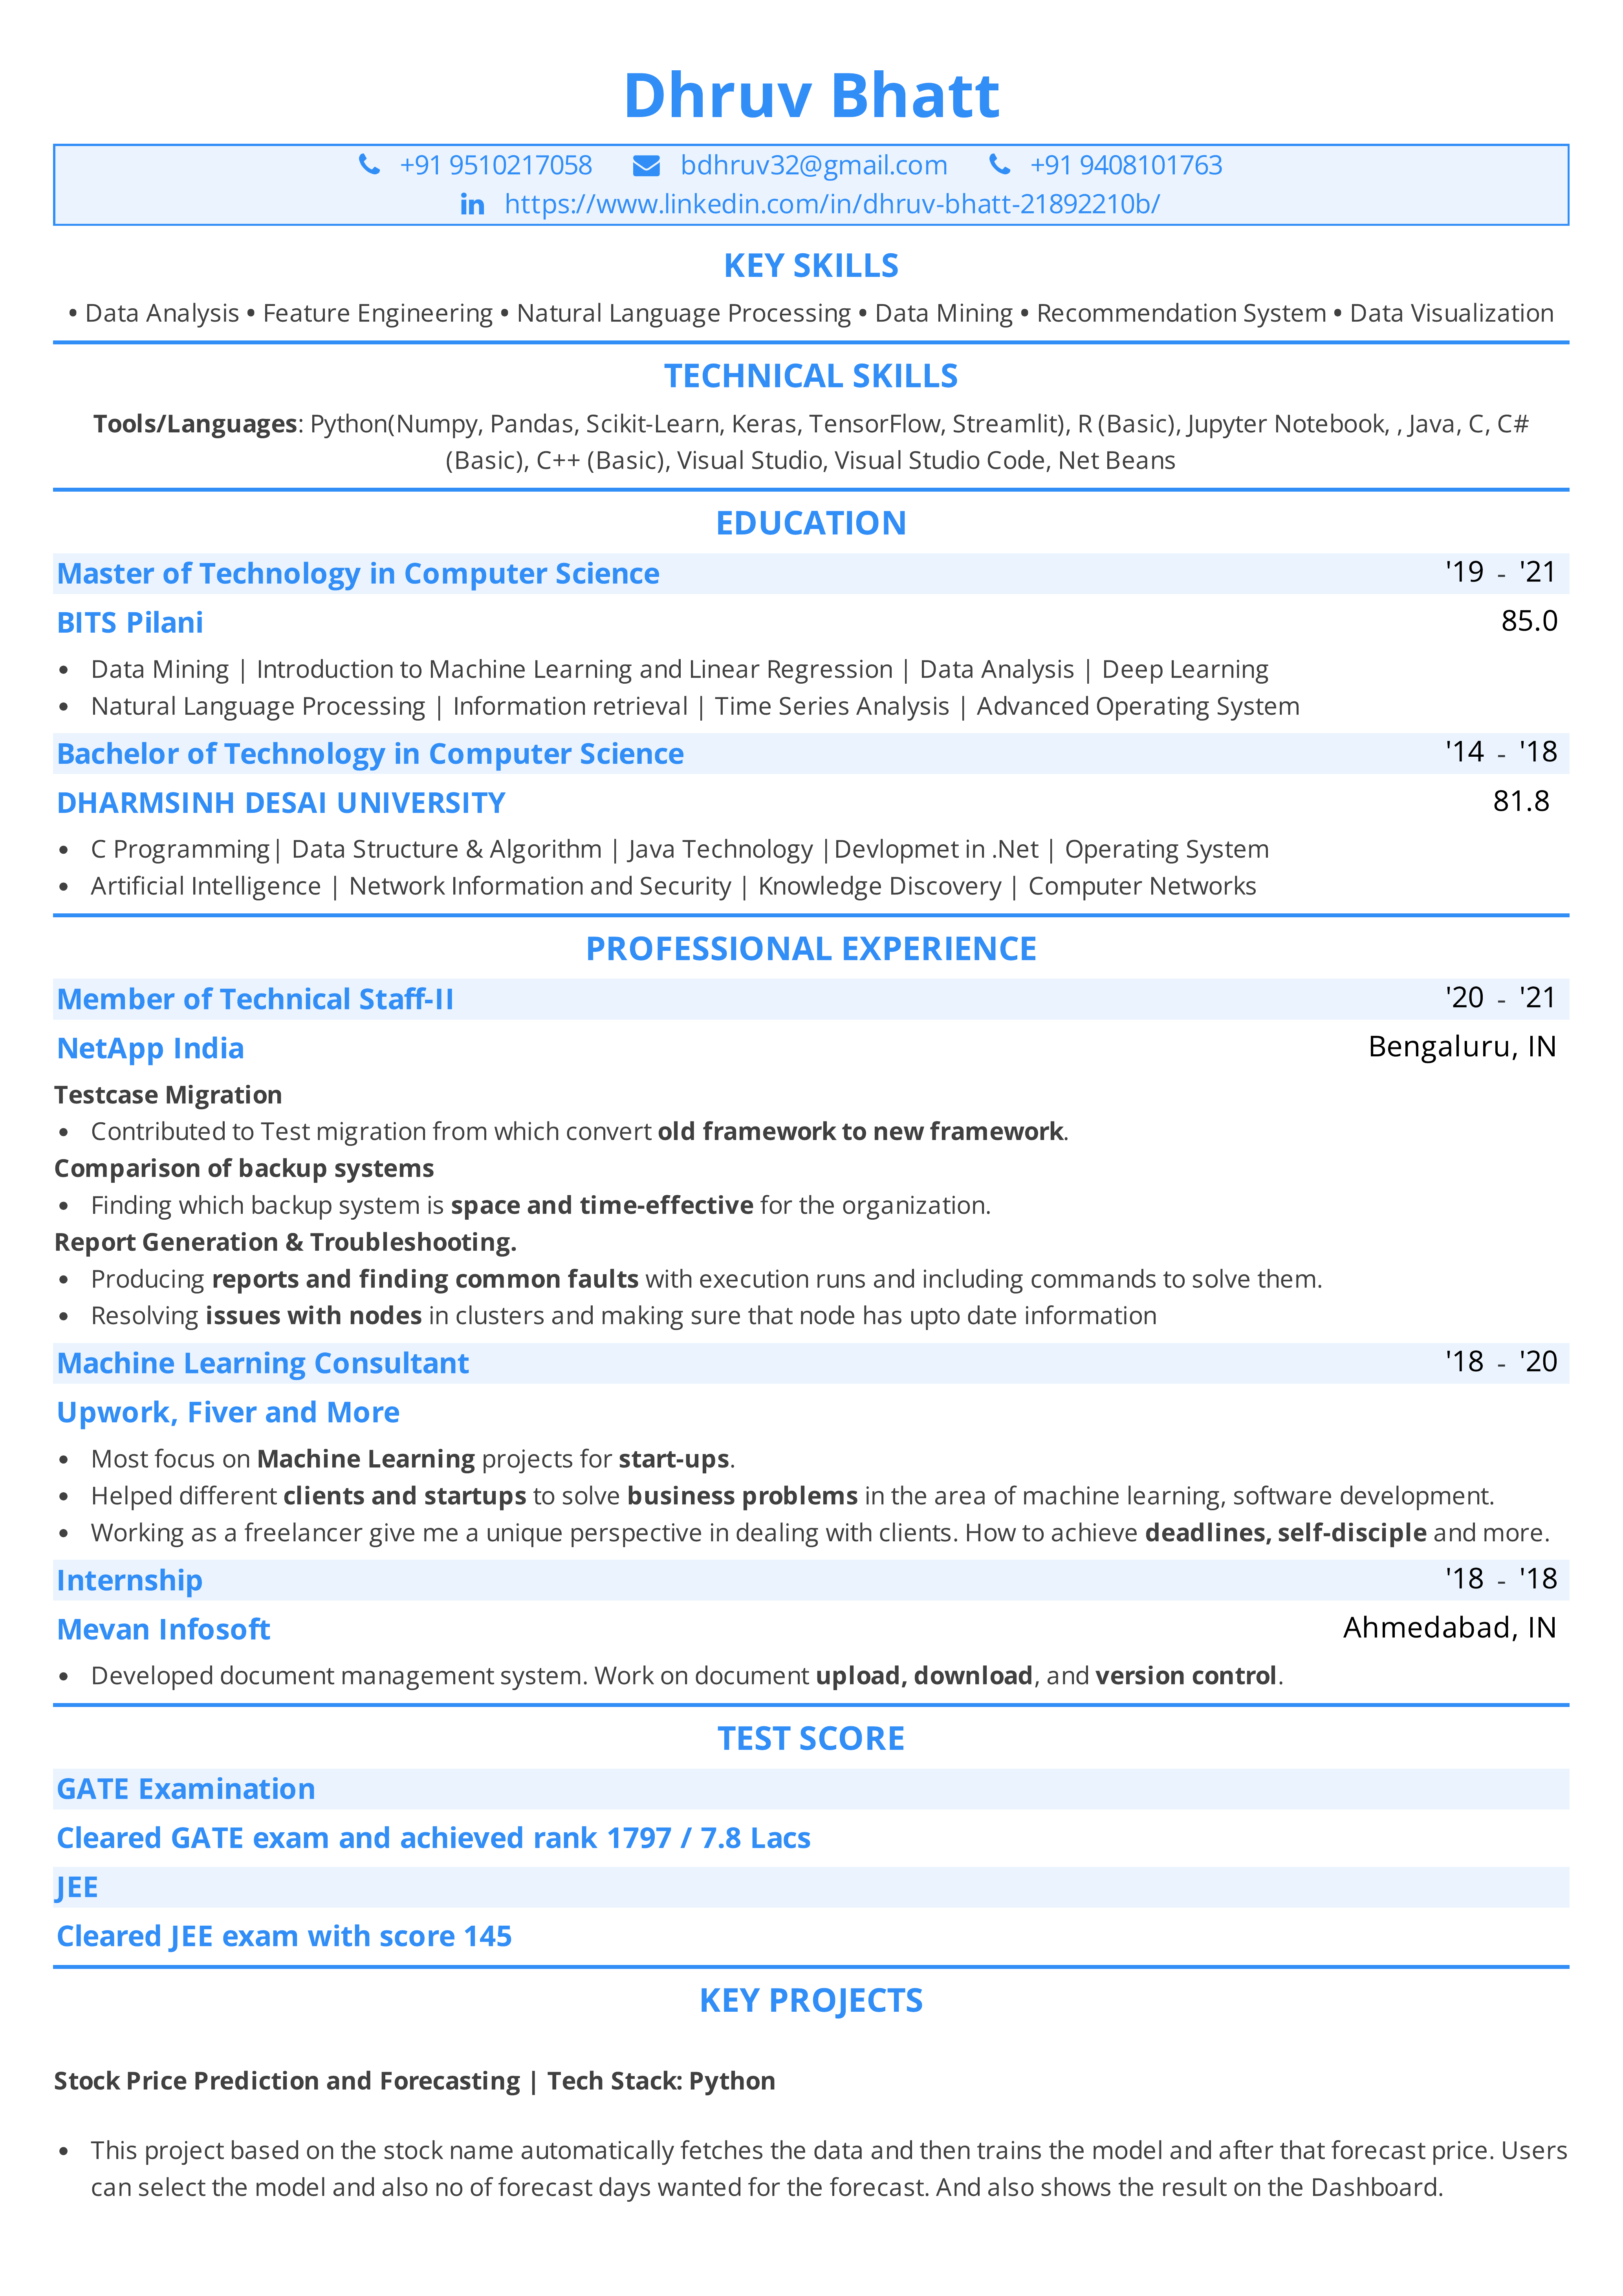 Dhruv Bhatt
+91 9510217058 bdhruv32@gmail.com +91 9408101763
https://www.linkedin.com/in/dhruv-bhatt-21892210b/
KEY SKILLS
• Data Analysis • Feature Engineering • Natural Language Processing • Data Mining • Recommendation System • Data Visualization
TECHNICAL SKILLS
Tools/Languages: Python(Numpy, Pandas, Scikit-Learn, Keras, TensorFlow, Streamlit), R (Basic), Jupyter Notebook, , Java, C, C#
(Basic), C++ (Basic), Visual Studio, Visual Studio Code, Net Beans
EDUCATION
Master of Technology in Computer Science '19 - '21
BITS Pilani 85.0
• Data Mining | Introduction to Machine Learning and Linear Regression | Data Analysis | Deep Learning
• Natural Language Processing | Information retrieval | Time Series Analysis | Advanced Operating System
Bachelor of Technology in Computer Science '14 - '18
DHARMSINH DESAI UNIVERSITY 81.8
• C Programming| Data Structure & Algorithm | Java Technology |Devlopmet in .Net | Operating System
• Artificial Intelligence | Network Information and Security | Knowledge Discovery | Computer Networks
PROFESSIONAL EXPERIENCE
Member of Technical Staff-II '20 - '21
NetApp India Bengaluru, IN
Testcase Migration
• Contributed to Test migration from which convert old framework to new framework.
Comparison of backup systems
• Finding which backup system is space and time-effective for the organization.
Report Generation & Troubleshooting.
• Producing reports and finding common faults with execution runs and including commands to solve them.
• Resolving issues with nodes in clusters and making sure that node has upto date information
Machine Learning Consultant '18 - '20
Upwork, Fiver and More
• Most focus on Machine Learning projects for start-ups.
• Helped different clients and startups to solve business problems in the area of machine learning, software development.
• Working as a freelancer give me a unique perspective in dealing with clients. How to achieve deadlines, self-disciple and more.
Internship '18 - '18
Mevan Infosoft Ahmedabad, IN
• Developed document management system. Work on document upload, download, and version control.
TEST SCORE
GATE Examination
Cleared GATE exam and achieved rank 1797 / 7.8 Lacs
JEE
Cleared JEE exam with score 145
KEY PROJECTS
Stock Price Prediction and Forecasting | Tech Stack: Python
• This project based on the stock name automatically fetches the data and then trains the model and after that forecast price. Users
can select the model and also no of forecast days wanted for the forecast. And also shows the result on the Dashboard.